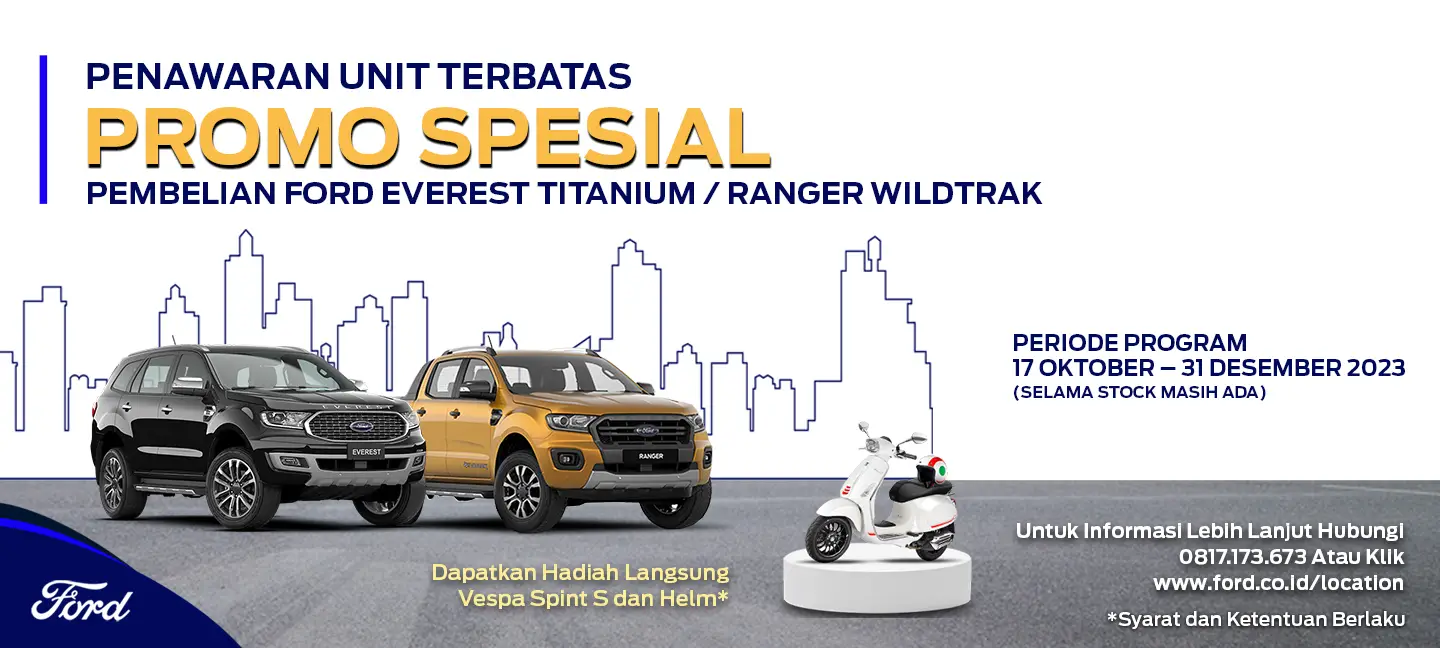 PENAWARAN UNIT TERBATAS
PROMO SPESIAL
PEMBELIAN FORD EVEREST TITANIUM / RANGER WILDTRAK
PERIODE PROGRAM
17 OKTOBER – 31 DESEMBER 2023
(SELAMA STOCK MASIH ADA)
EVEREST
Ford
EVEREST
Ford
RANGER
Dapatkan Hadiah Langsung
Vespa Spint S dan Helm*
Untuk Informasi Lebih Lanjut Hubungi
0817.173.673 Atau Klik
www.ford.co.id/location
*Syarat dan Ketentuan Berlaku
Ford